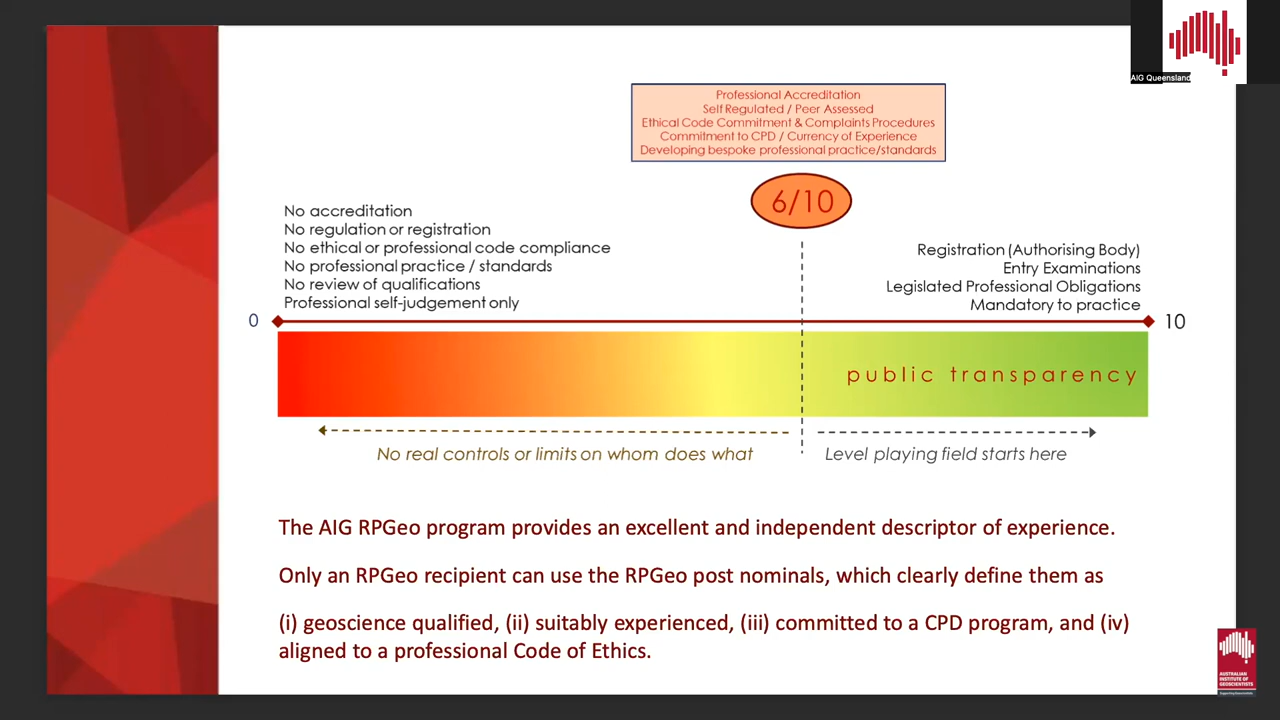 AIG Queensland
Professional Accreditation
Self Regulated / Peer Assessed
Ethical Code Commitment & Complaints Procedures
Commitment to CPD / Currency of Experience
Developing bespoke professional practice/standards
6/10
No accreditation
No regulation or registration
No ethical or professional code compliance
No professional practice / standards
No review of qualifications
Professional self-judgement only
Registration (Authorising Body)
Entry Examinations
Legislated Professional Obligations
Mandatory to practice
0
10
public transparency
No real controls or limits on whom does what
Level playing field starts here
The AIG RPGeo program provides an excellent and independent descriptor of experience.
Only an RPGeo recipient can use the RPGeo post nominals, which clearly define them as
(i) geoscience qualified, (ii) suitably experienced, (iii) committed to a CPD program, and (iv)
aligned to a professional Code of Ethics.
AUSTRALIAN
INSTITUTE OF
GEOSCIENTISTS